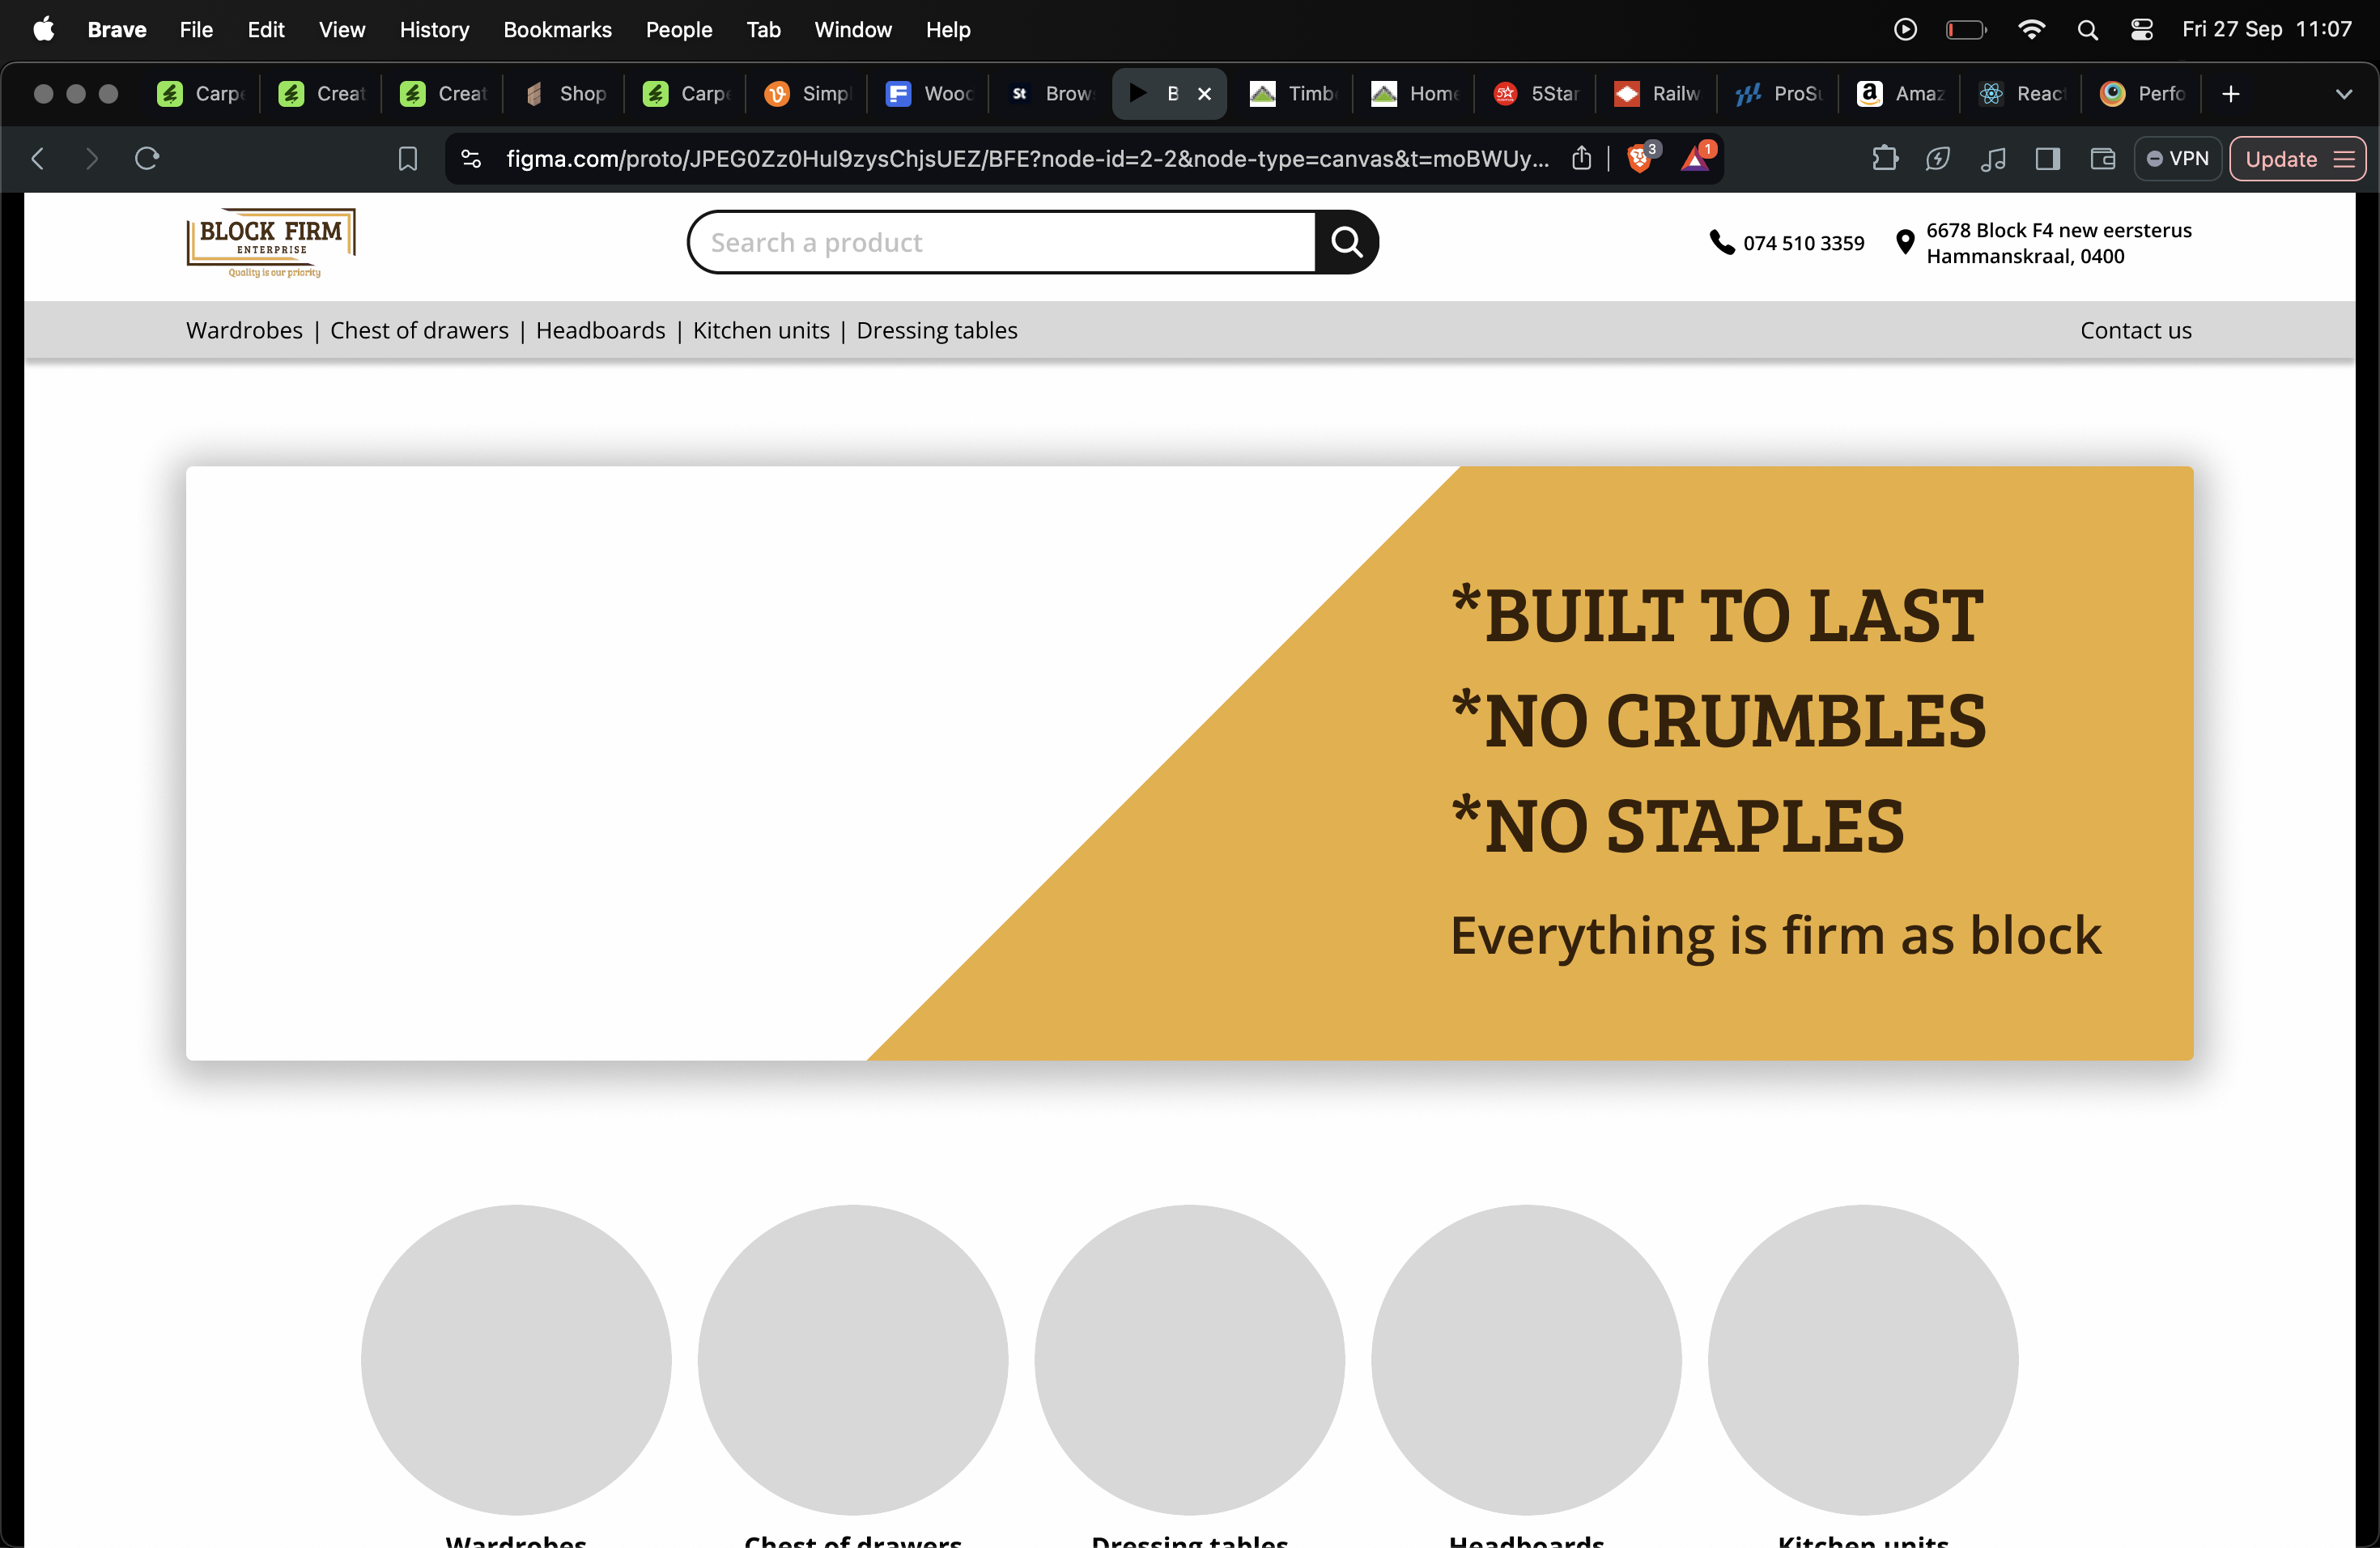 Brave File Edit View History Bookmarks People Tab Window Help Fri 27 Sep 11:07
Carp Creat Creat Shop Carp Simpl Wood St Brow B Timb Home 5Star Railw ProSu Amaz React Perfo
figma.com/proto/JPEG0Zz0HuI9zysChjsUEZ/BFE?node-id=2-2&node-type=canvas&t=moBWUy... 3 1 VPN Update
BLOCK FIRM
ENTERPRISE
Quality is our priority
Search a product
074 510 3359
6678 Block F4 new eersterus
Hammanskraal, 0400
Wardrobes | Chest of drawers | Headboards | Kitchen units | Dressing tables Contact us
*BUILT TO LAST
*NO CRUMBLES
*NO STAPLES
Everything is firm as block
Wardrobes Chest of drawers Dressing tables Headboards Kitchen units